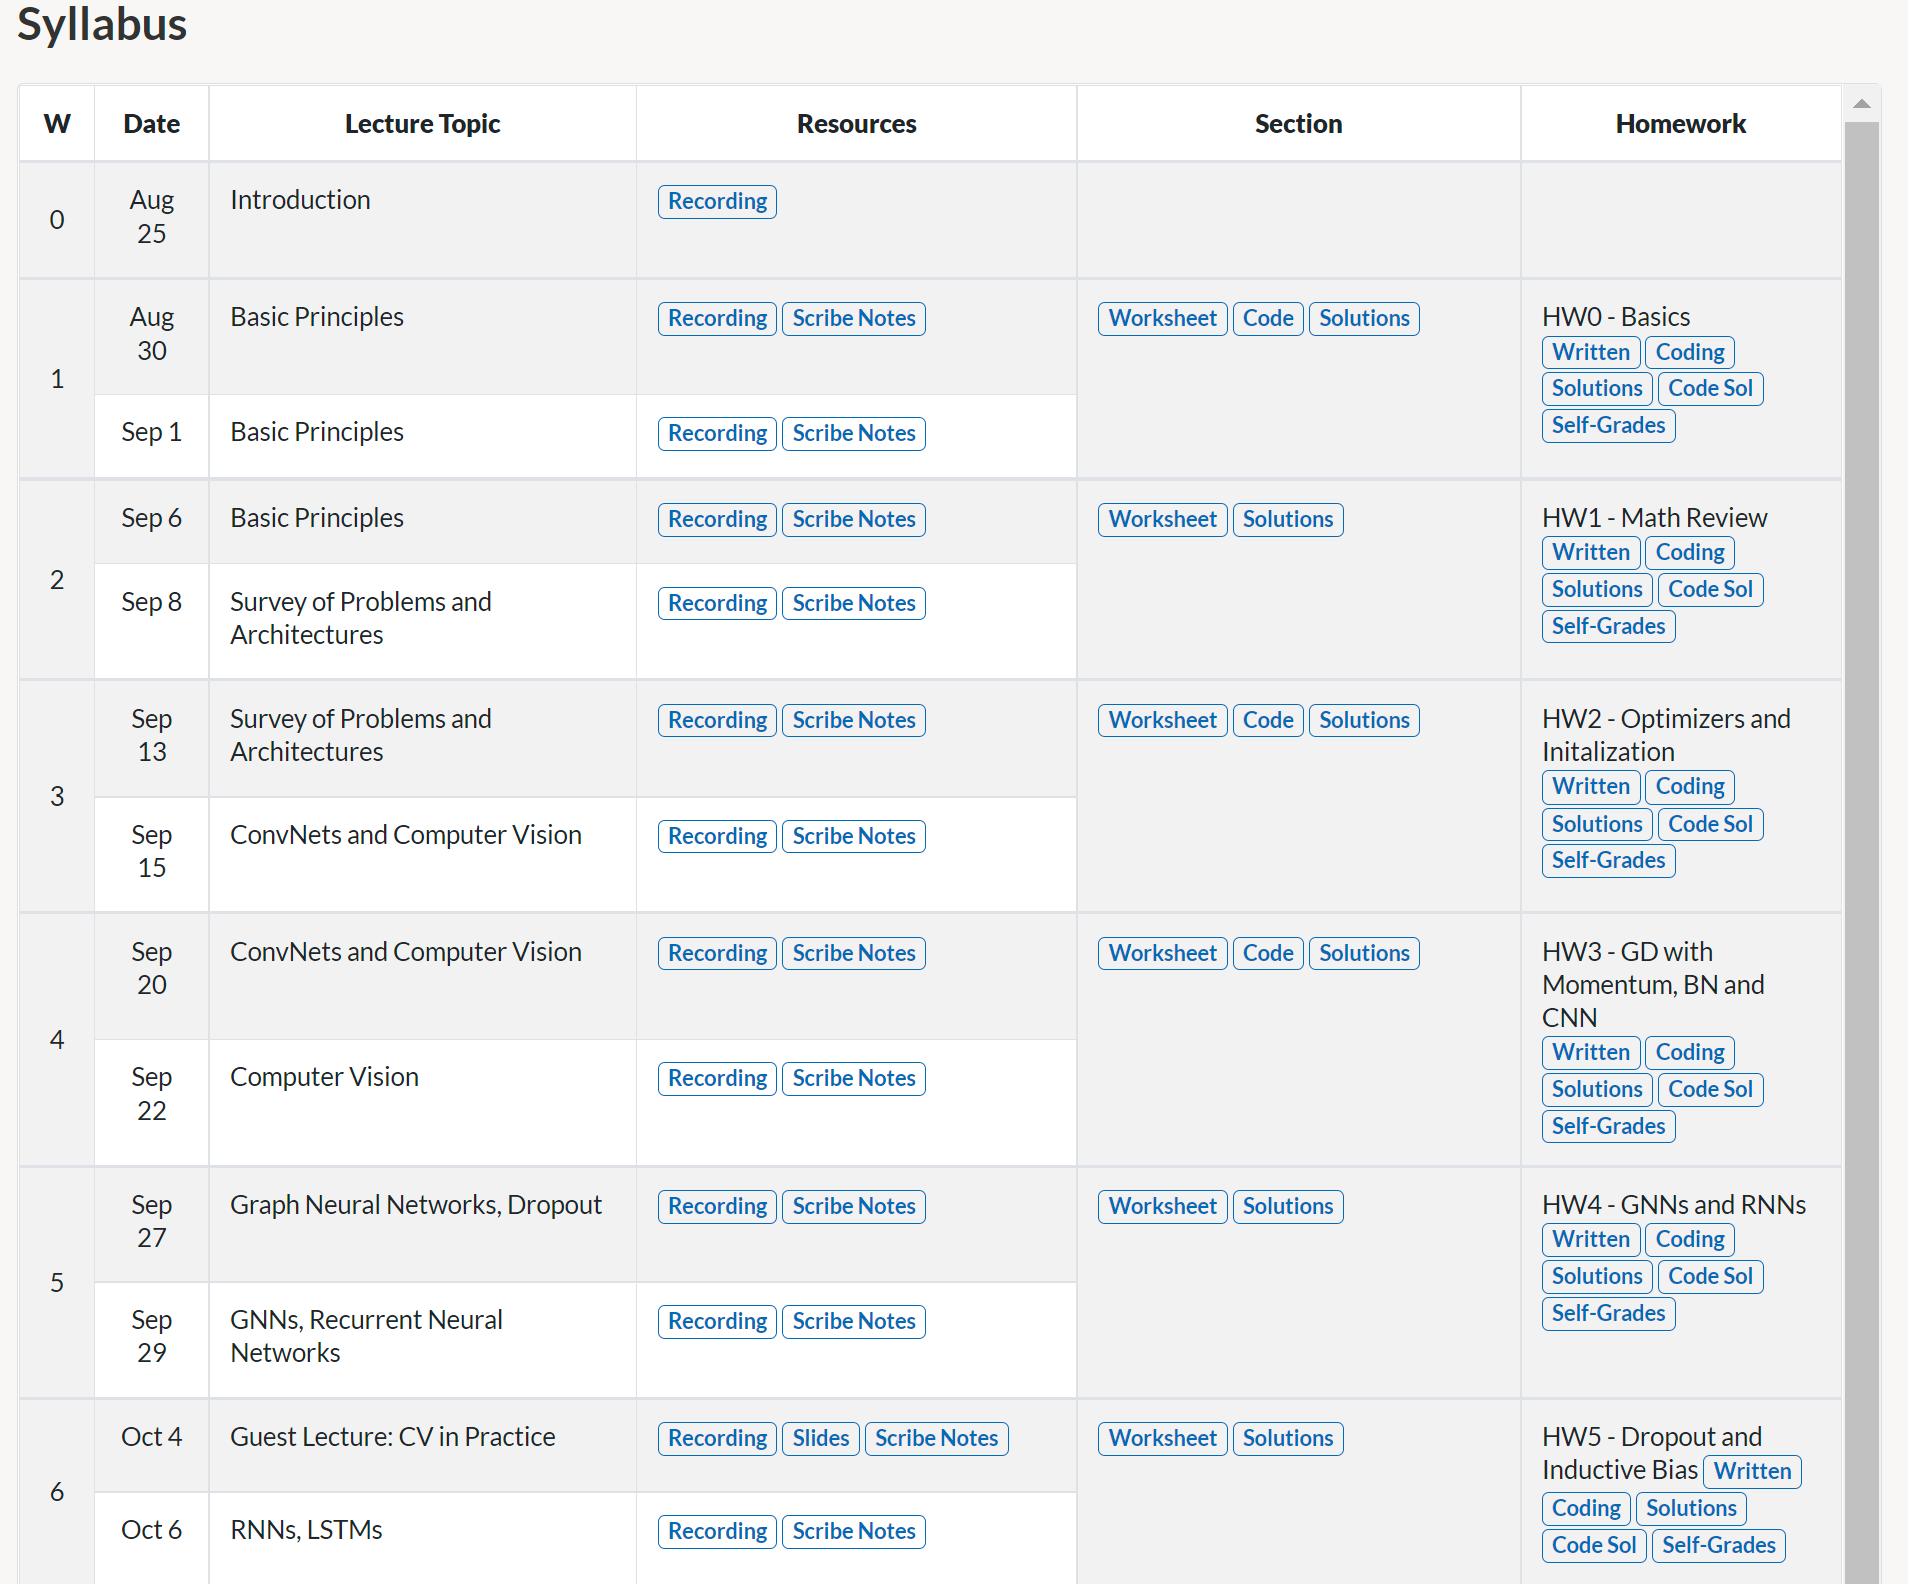 Syllabus
W Date Lecture Topic Resources Section Homework
0 Aug 25 Introduction Recording
1
Aug 30 Basic Principles Recording Scribe Notes
Worksheet Code Solutions
HW0 - Basics
Written Coding
Solutions Code Sol
Self-Grades
Sep 1 Basic Principles Recording Scribe Notes
2
Sep 6 Basic Principles Recording Scribe Notes
Worksheet Solutions
HW1 - Math Review
Written Coding
Solutions Code Sol
Self-Grades
Sep 8 Survey of Problems and
Architectures
Recording Scribe Notes
3
Sep 13 Survey of Problems and
Architectures
Recording Scribe Notes
Worksheet Code Solutions
HW2 - Optimizers and
Initalization
Written Coding
Solutions Code Sol
Self-Grades
Sep 15 ConvNets and Computer Vision Recording Scribe Notes
4
Sep 20 ConvNets and Computer Vision Recording Scribe Notes
Worksheet Code Solutions
HW3 - GD with
Momentum, BN and
CNN
Written Coding
Solutions Code Sol
Self-Grades
Sep 22 Computer Vision Recording Scribe Notes
5
Sep 27 Graph Neural Networks, Dropout Recording Scribe Notes
Worksheet Solutions
HW4 - GNNs and RNNs
Written Coding
Solutions Code Sol
Self-Grades
Sep 29 GNNs, Recurrent Neural
Networks
Recording Scribe Notes
6
Oct 4 Guest Lecture: CV in Practice Recording Slides Scribe Notes
Worksheet Solutions
HW5 - Dropout and
Inductive Bias Written
Coding Solutions
Code Sol Self-Grades
Oct 6 RNNs, LSTMs Recording Scribe Notes